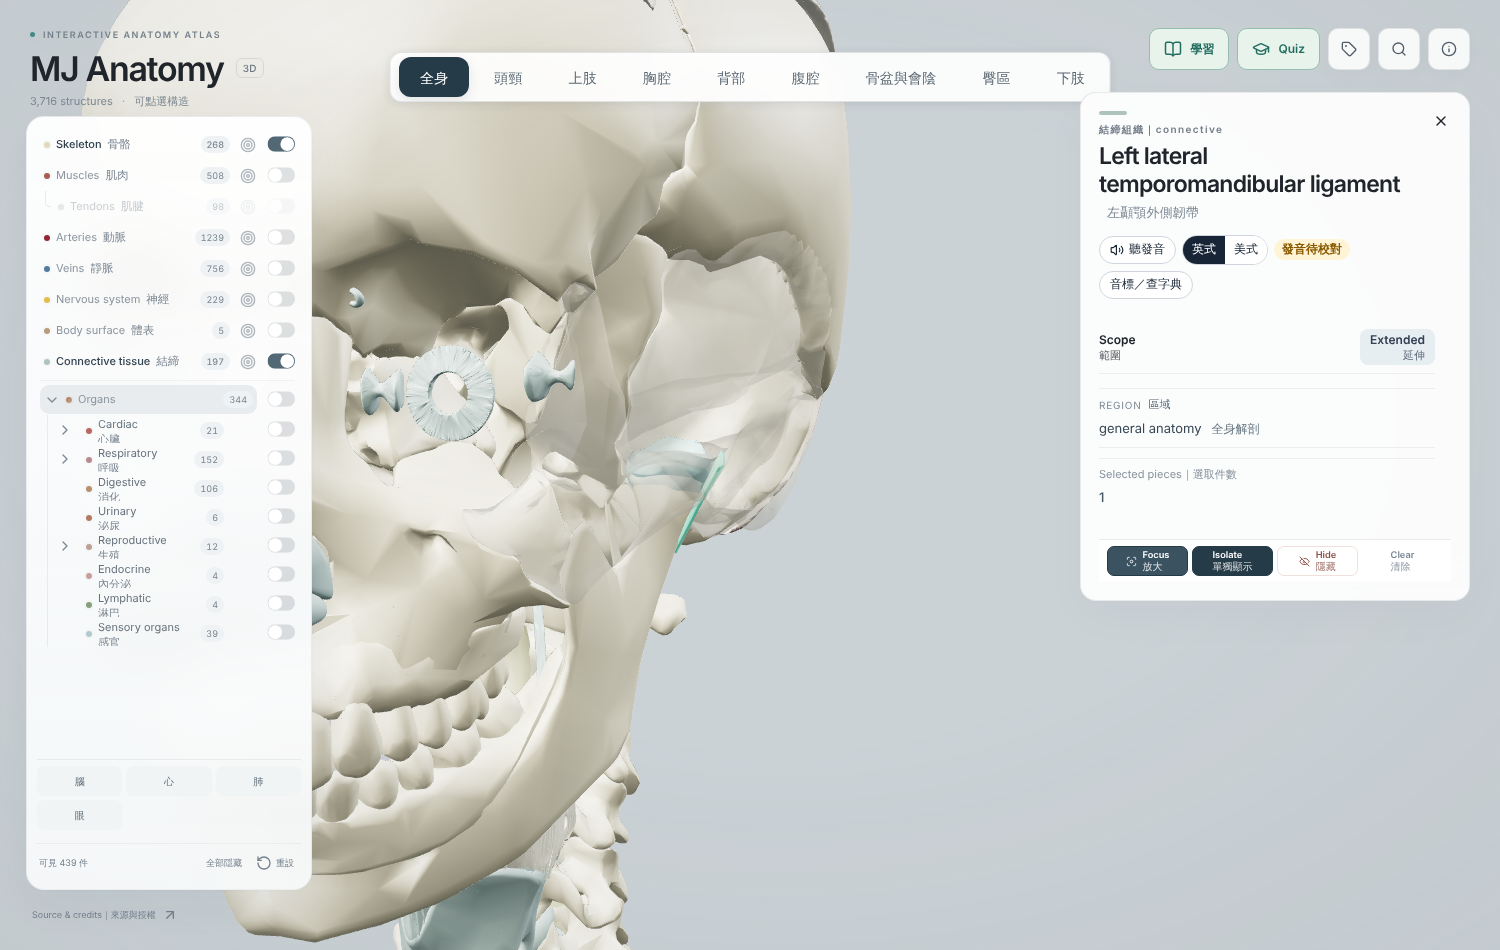 INTERACTIVE ANATOMY ATLAS
MJ Anatomy 3D
3,716 structures · 可點選構造
全身 頭頸 上肢 胸腔 背部 腹腔 骨盆與會陰 臀區 下肢
學習 Quiz
Skeleton 骨骼 268
Muscles 肌肉 508
Tendons 肌腱 98
Arteries 動脈 1239
Veins 靜脈 756
Nervous system 神經 229
Body surface 體表 5
Connective tissue 結締 197
Organs 344
Cardiac 21
心臟
Respiratory 152
呼吸
Digestive 106
消化
Urinary 6
泌尿
Reproductive 12
生殖
Endocrine 4
內分泌
Lymphatic 4
淋巴
Sensory organs 39
感官
腦 心 肺
眼
可見 439 件 全部隱藏 重設
Source & credits | 來源與授權
結締組織 | connective
Left lateral
temporomandibular ligament
左顳顎外側韌帶
聽發音 英式 美式 發音待校對
音標／查字典
Scope Extended
範圍 延伸
REGION 區域
general anatomy 全身解剖
Selected pieces | 選取件數
1
Focus Isolate Hide Clear
放大 單獨顯示 隱藏 清除